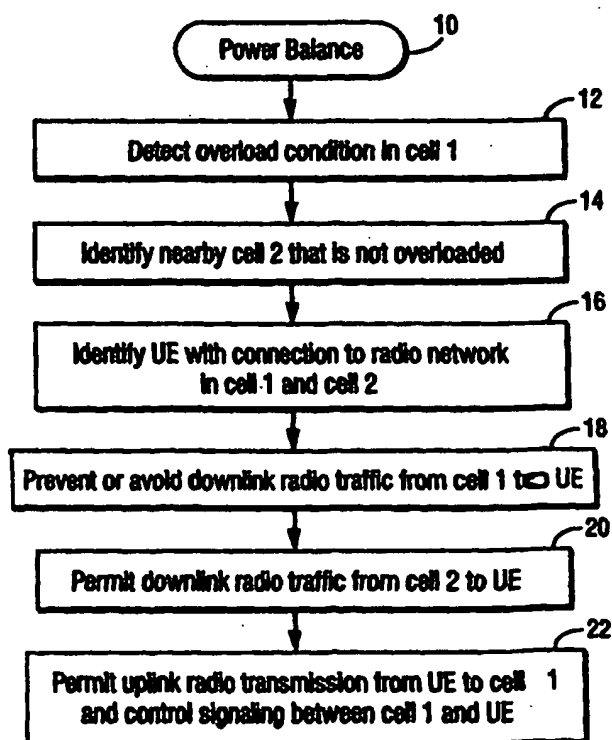 Power Balance
10
12
Detect overload condition in cell 1
14
Identify nearby cell 2 that is not overloaded
16
Identify UE with connection to radio network
in cell 1 and cell 2
18
Prevent or avoid downlink radio traffic from cell 1 to UE
20
Permit downlink radio traffic from cell 2 to UE
22
Permit uplink radio transmission from UE to cell 1
and control signaling between cell 1 and UE